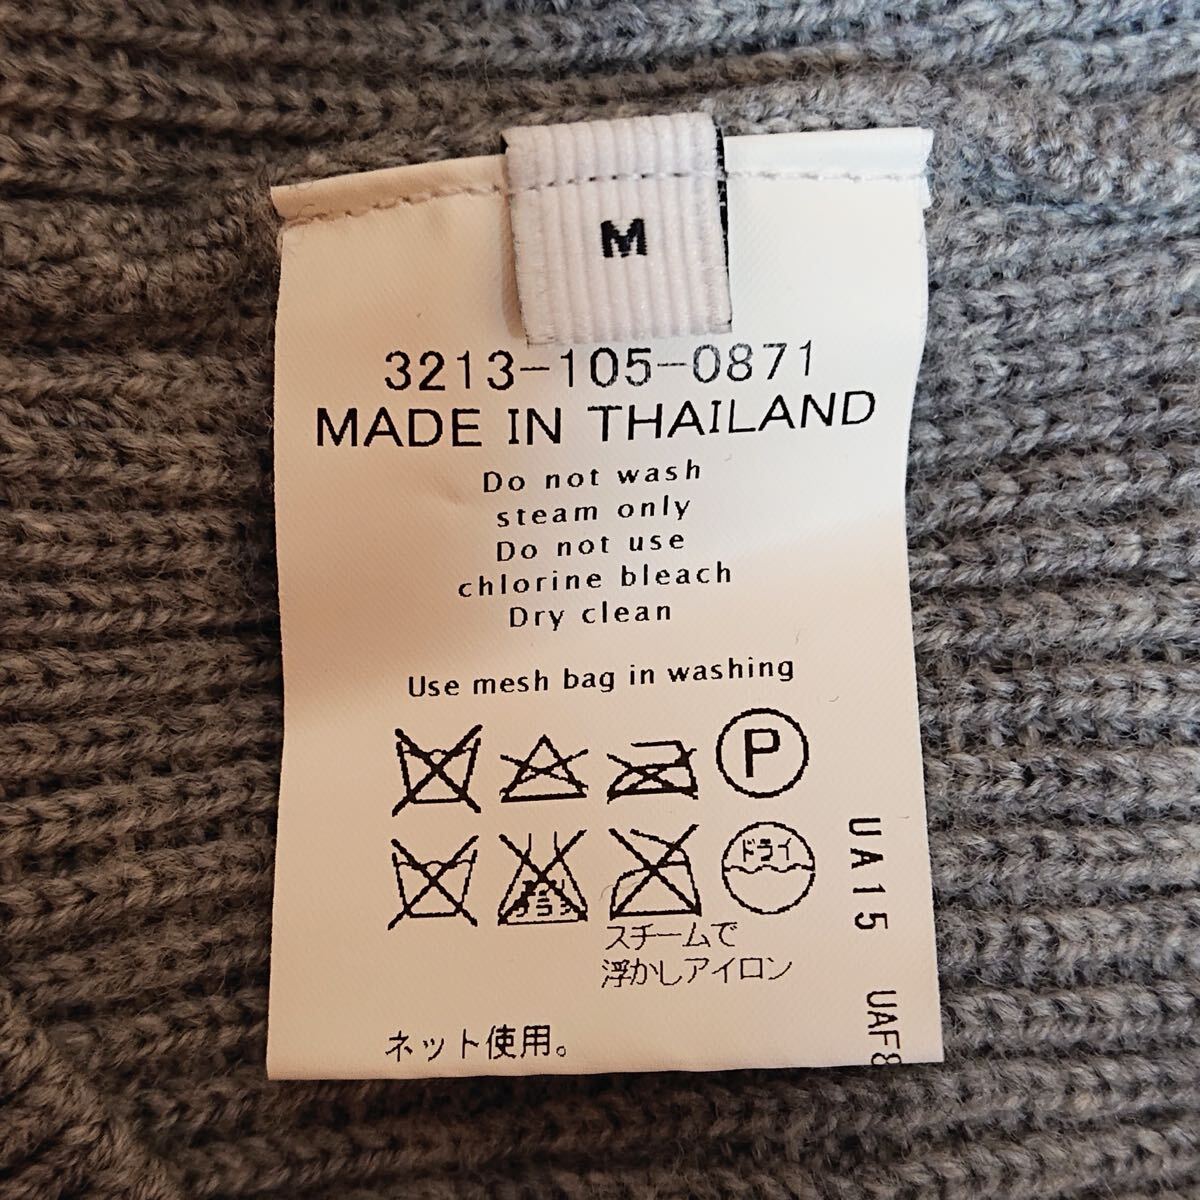 M
3213-105-0871
MADE IN THAILAND
Do not wash
steam only
Do not use
chlorine bleach
Dry clean
Use mesh bag in washing
P
ドライ
スチームで
浮かしアイロン
ネット使用。
UA15
UAF8